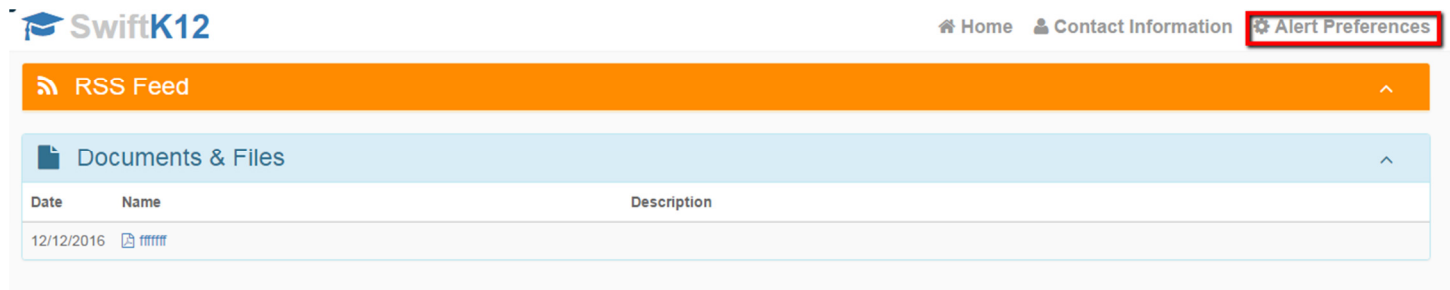 SwiftK12 Home Contact Information Alert Preferences
RSS Feed
Documents & Files
Date Name Description
12/12/2016 fffffff